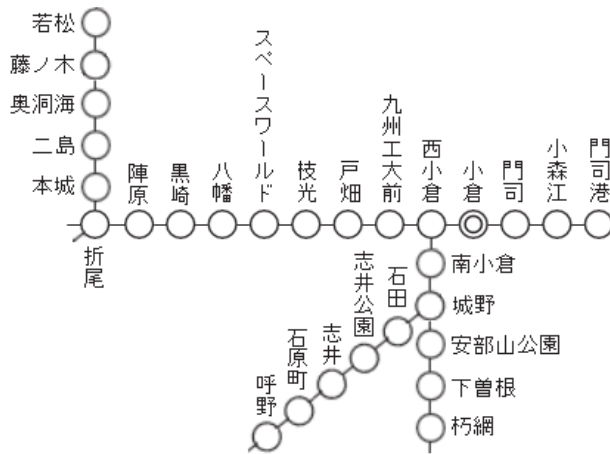 若松
藤ノ木
奥洞海
二島
本城
折尾
陣原
黒崎
八幡
スペースワールド
枝光
戸畑
九州工大前
西小倉
小倉
門司
小森江
門司港
南小倉
城野
安部山公園
下曽根
朽網
石田
志井公園
志井
石原町
呼野